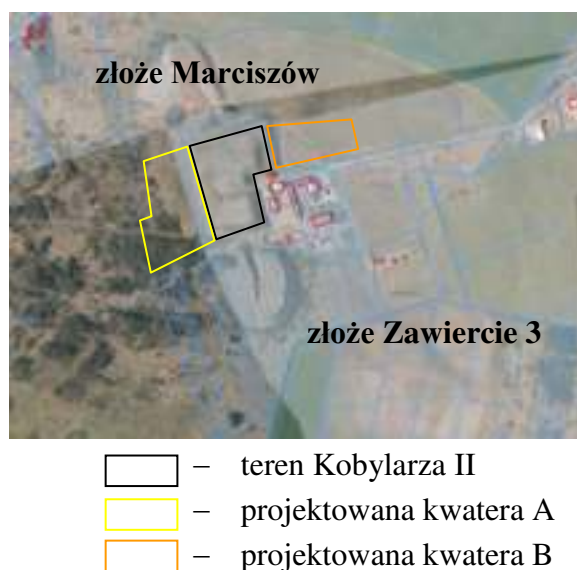 złoże Marciszów
złoże Zawiercie 3
– teren Kobylarza II
– projektowana kwatera A
– projektowana kwatera B